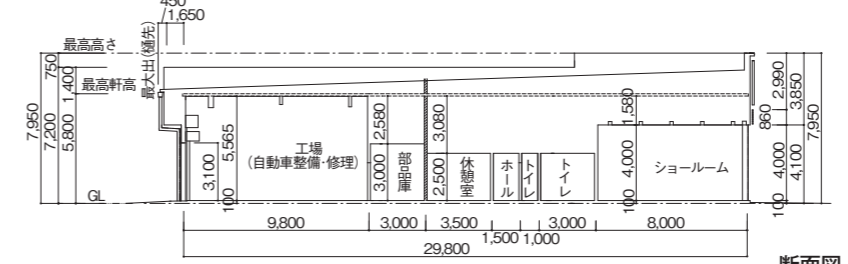 450
1,650
最大出(樋先)
最高高さ
最高軒高
750
1,400
7,950
7,200
5,800
GL
3,100
5,565
100
工場
(自動車整備・修理)
2,580
3,000
部品庫
3,080
2,500
休憩室
ホール
トイレ
トイレ
1,580
4,000
100
ショールーム
860
2,990
4,000
100
3,850
4,100
7,950
9,800
3,000
3,500
1,500
1,000
3,000
8,000
29,800
断面図